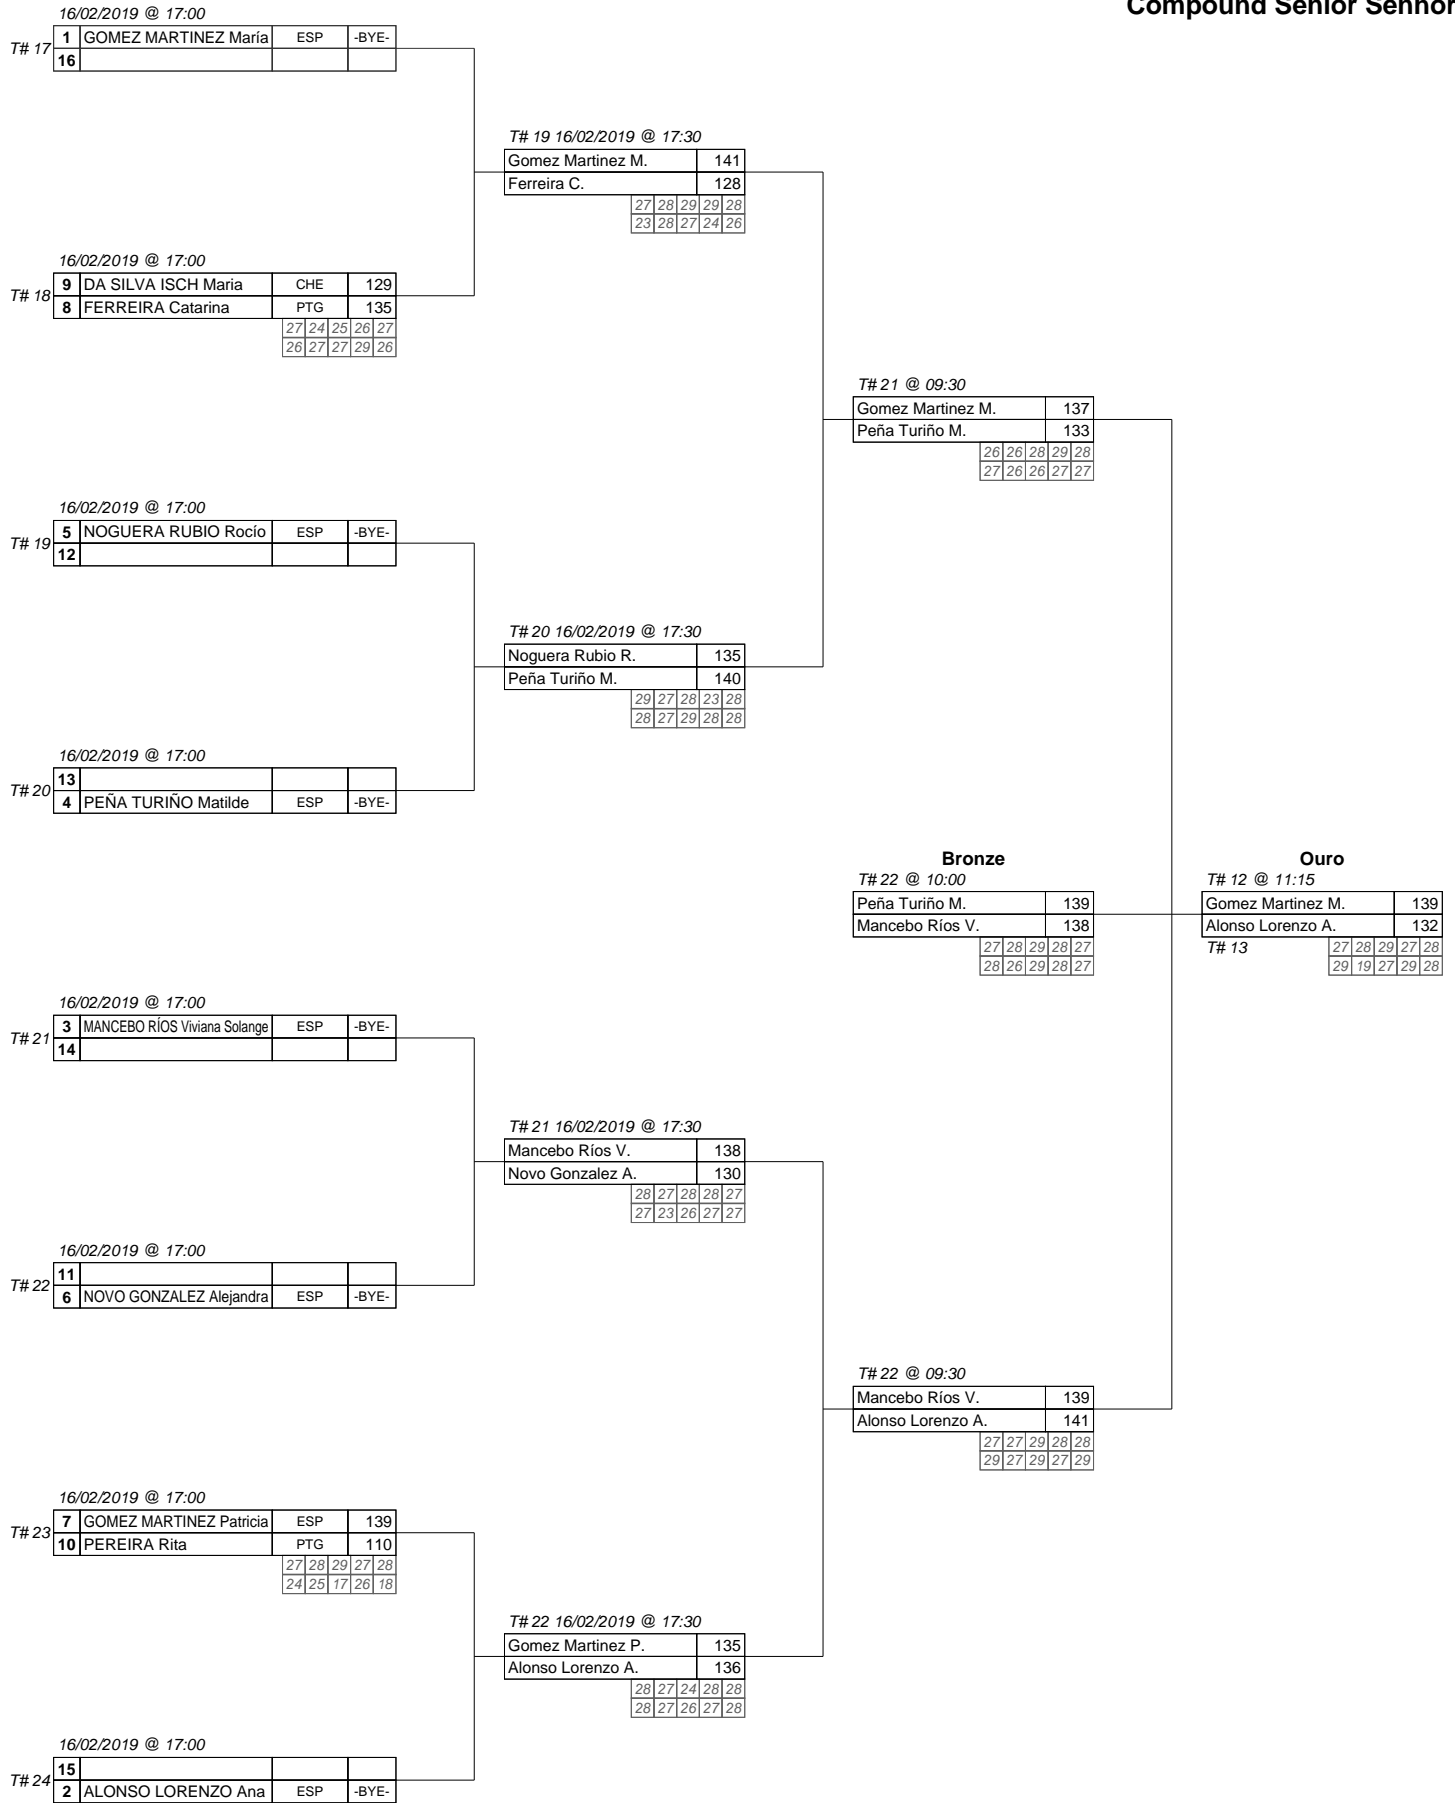 Compound Senior Senhor
16/02/2019 @ 17:00
T# 17
1 GOMEZ MARTINEZ María ESP -BYE-
16
T# 19 16/02/2019 @ 17:30
Gomez Martinez M. 141
Ferreira C. 128
27 28 29 29 28
23 28 27 24 26
16/02/2019 @ 17:00
T# 18
9 DA SILVA ISCH Maria CHE 129
8 FERREIRA Catarina PTG 135
27 24 25 26 27
26 27 27 29 26
T# 21 @ 09:30
Gomez Martinez M. 137
Peña Turiño M. 133
26 26 28 29 28
27 26 26 27 27
16/02/2019 @ 17:00
T# 19
5 NOGUERA RUBIO Rocío ESP -BYE-
12
T# 20 16/02/2019 @ 17:30
Noguera Rubio R. 135
Peña Turiño M. 140
29 27 28 23 28
28 27 29 28 28
16/02/2019 @ 17:00
T# 20
13
4 PEÑA TURIÑO Matilde ESP -BYE-
Bronze
T# 22 @ 10:00
Peña Turiño M. 139
Mancebo Ríos V. 138
27 28 29 28 27
28 26 29 28 27
Ouro
T# 12 @ 11:15
Gomez Martinez M. 139
Alonso Lorenzo A. 132
T# 13 27 28 29 27 28
29 19 27 29 28
16/02/2019 @ 17:00
T# 21
3 MANCEBO RÍOS Viviana Solange ESP -BYE-
14
T# 21 16/02/2019 @ 17:30
Mancebo Ríos V. 138
Novo Gonzalez A. 130
28 27 28 28 27
27 23 26 27 27
16/02/2019 @ 17:00
T# 22
11
6 NOVO GONZALEZ Alejandra ESP -BYE-
T# 22 @ 09:30
Mancebo Ríos V. 139
Alonso Lorenzo A. 141
27 27 29 28 28
29 27 29 27 29
16/02/2019 @ 17:00
T# 23
7 GOMEZ MARTINEZ Patricia ESP 139
10 PEREIRA Rita PTG 110
27 28 29 27 28
24 25 17 26 18
T# 22 16/02/2019 @ 17:30
Gomez Martinez P. 135
Alonso Lorenzo A. 136
28 27 24 28 28
28 27 26 27 28
16/02/2019 @ 17:00
T# 24
15
2 ALONSO LORENZO Ana ESP -BYE-